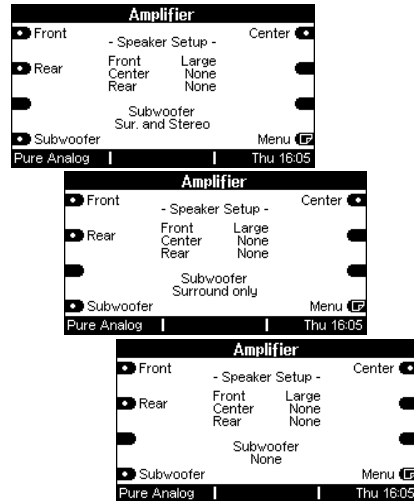 Amplifier
Front Center
- Speaker Setup -
Rear Front Large
Center None
Rear None
Subwoofer
Sur. and Stereo
Subwoofer Menu
Pure Analog Thu 16:05
Amplifier
Front Center
- Speaker Setup -
Rear Front Large
Center None
Rear None
Subwoofer
Surround only
Subwoofer Menu
Pure Analog Thu 16:05
Amplifier
Front Center
- Speaker Setup -
Rear Front Large
Center None
Rear None
Subwoofer
None
Subwoofer Menu
Pure Analog Thu 16:05